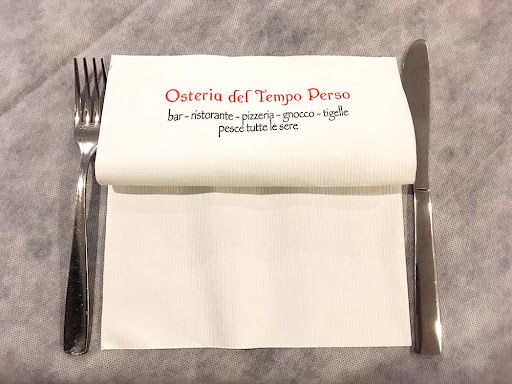 Osteria del Tempo Perso
bar - ristorante - pizzeria - gnocco - tigelle
pesce tutte le sere